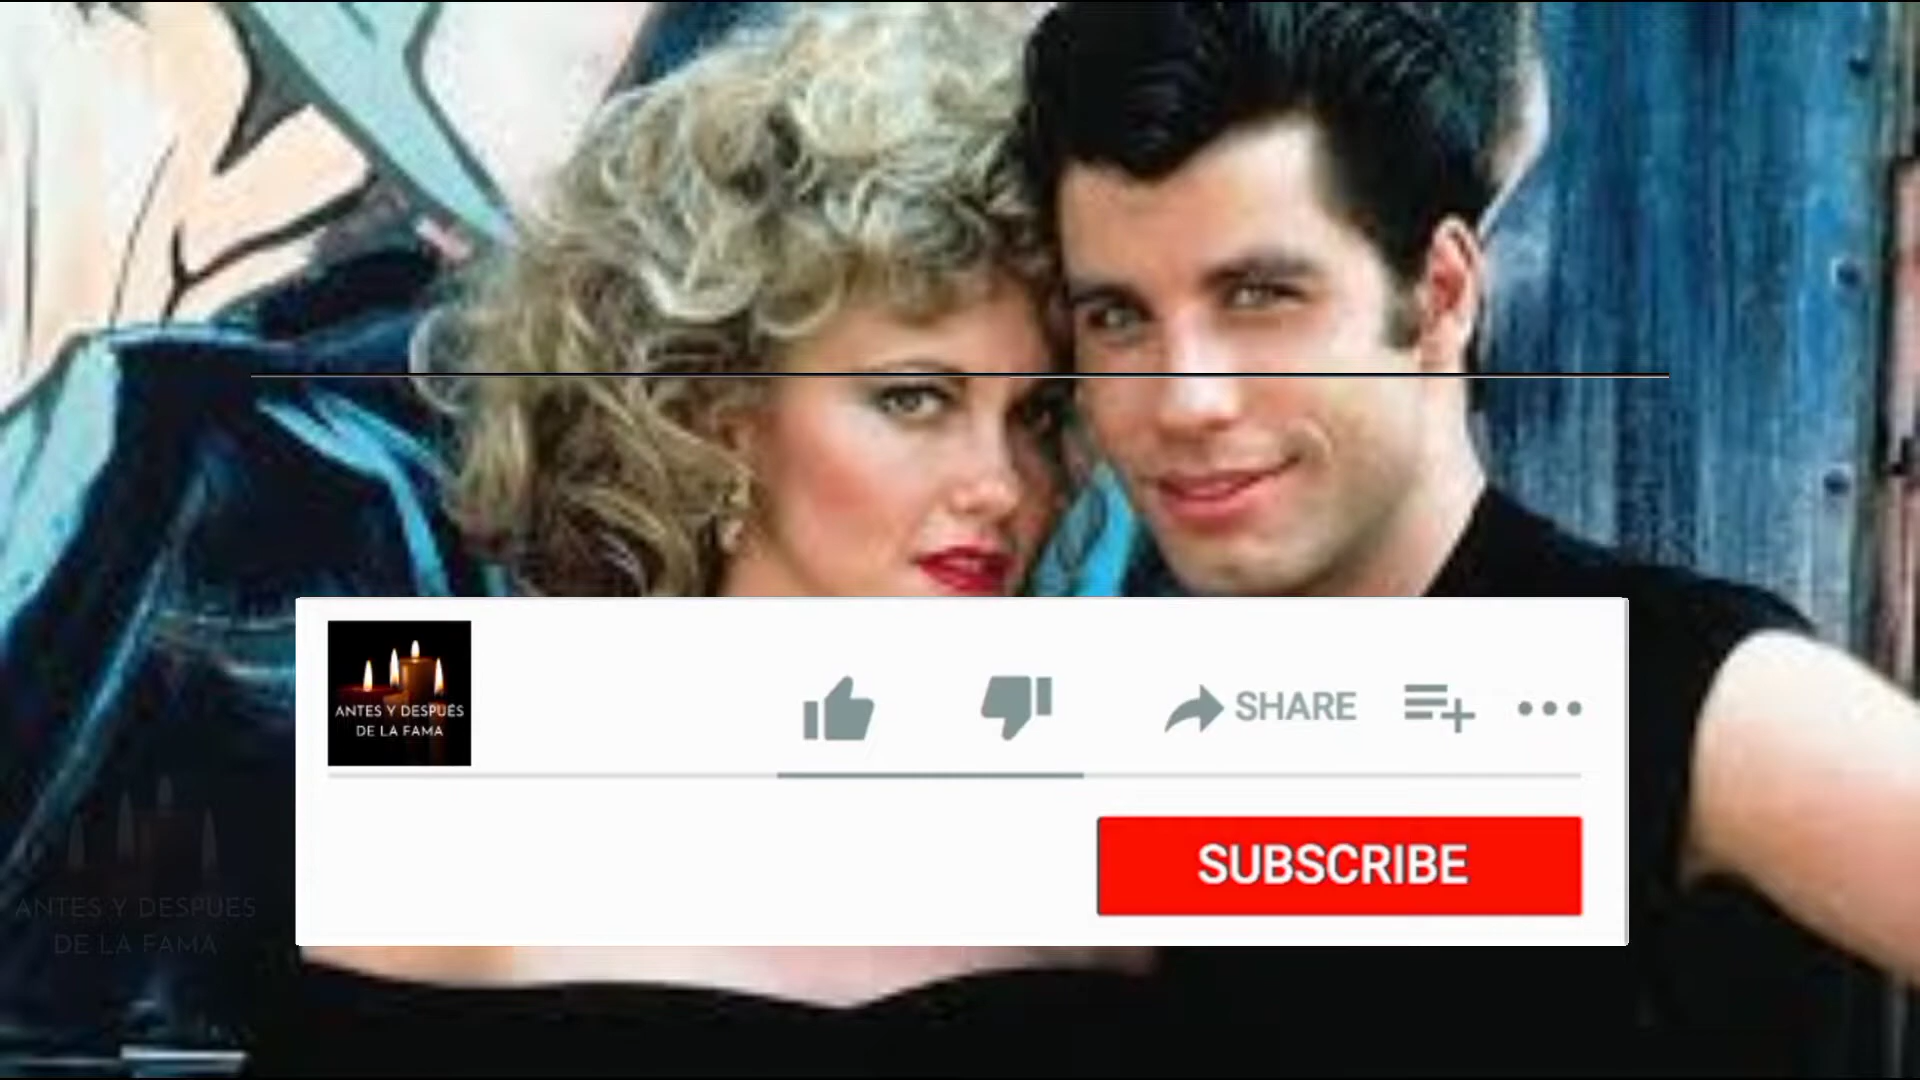 ANTES Y DESPUÉS
DE LA FAMA
SHARE
SUBSCRIBE
ANTES Y DESPUES
DE LA FAMA